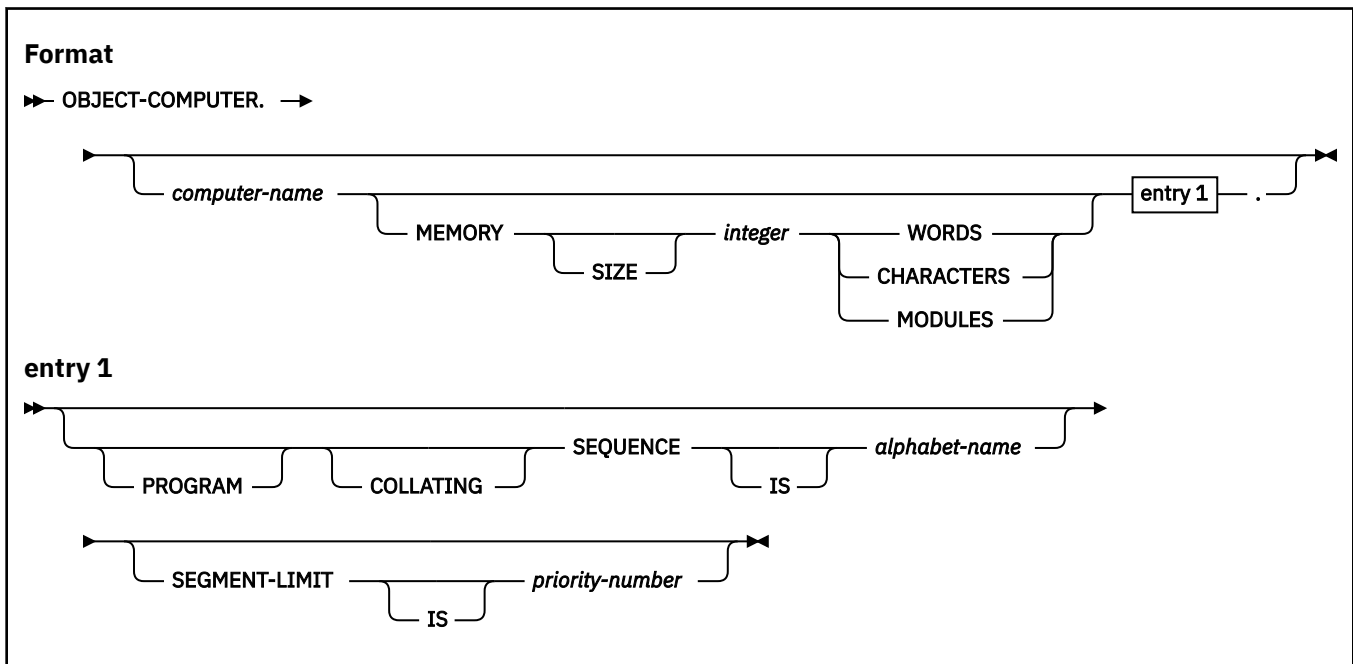 Format
OBJECT-COMPUTER.
computer-name entry 1 .
MEMORY integer WORDS
SIZE CHARACTERS
MODULES
entry 1
SEQUENCE alphabet-name
PROGRAM COLLATING IS
SEGMENT-LIMIT priority-number
IS